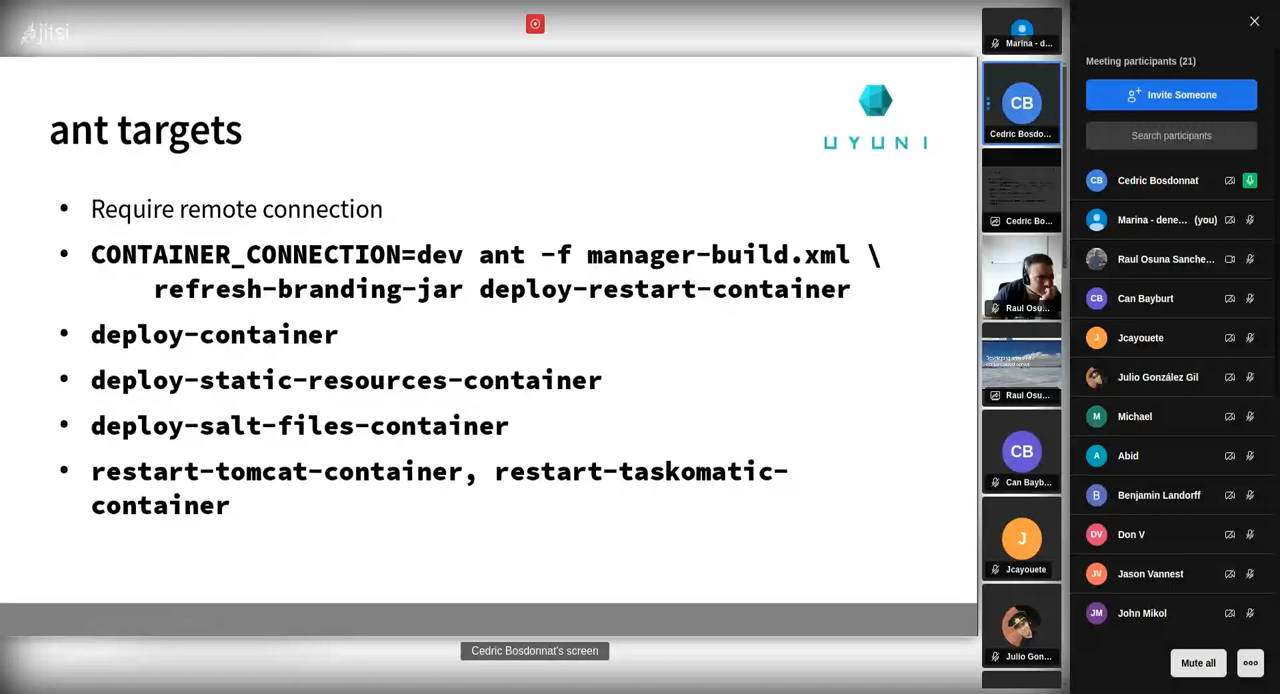 jitsi
ant targets
UYUNI
• Require remote connection
• CONTAINER_CONNECTION=dev ant -f manager-build.xml \
refresh-branding-jar deploy-restart-container
• deploy-container
• deploy-static-resources-container
• deploy-salt-files-container
• restart-tomcat-container, restart-taskomatic-
container
Cedric Bosdonnat's screen
Marina - d...
CB
Cedric Bosdo...
Cedric Bo...
Raul Osu...
Raul Osu...
CB
Can Bayb...
J
Jcayouete
Julio Gon...
Meeting participants (21)
Invite Someone
Search participants
CB Cedric Bosdonnat
Marina - dene... (you)
Raul Osuna Sanche...
CB Can Bayburt
J Jcayouete
Julio González Gil
M Michael
A Abid
B Benjamin Landorff
DV Don V
JV Jason Vannest
JM John Mikol
Mute all